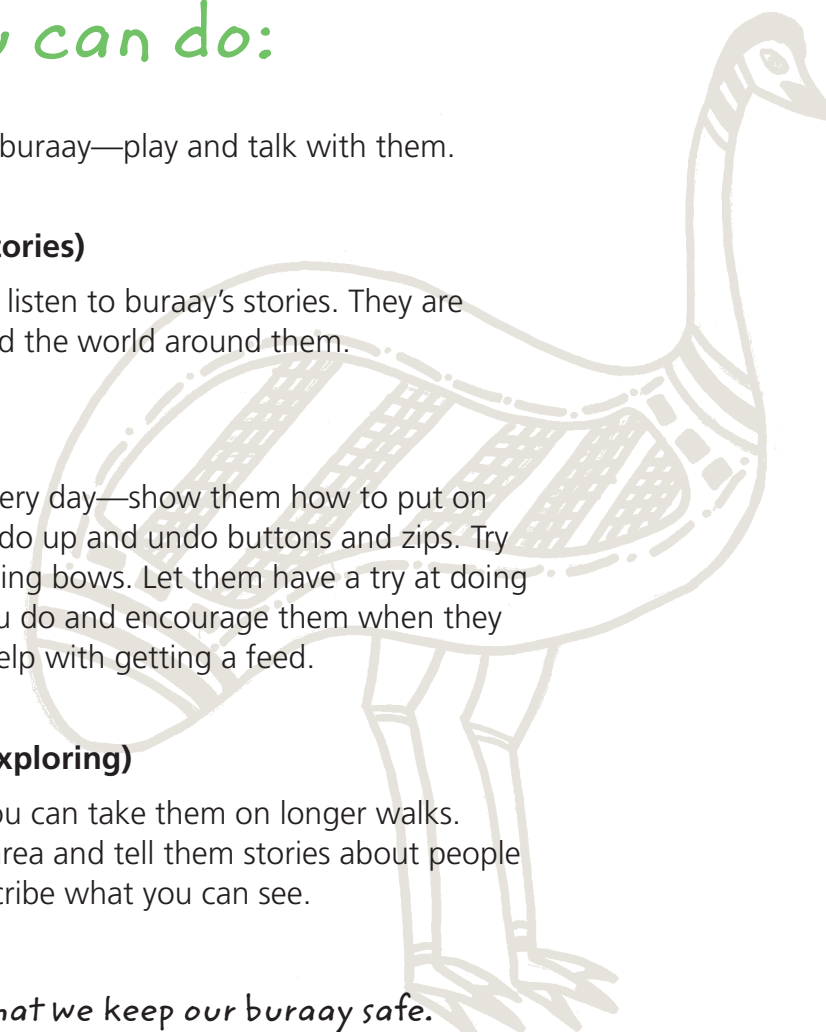 u can do:
buraay—play and talk with them.
tories)
listen to buraay's stories. They are
d the world around them.
ery day—show them how to put on
do up and undo buttons and zips. Try
ing bows. Let them have a try at doing
u do and encourage them when they
elp with getting a feed.
xploring)
ou can take them on longer walks.
area and tell them stories about people
cribe what you can see.
hat we keep our buraay safe.